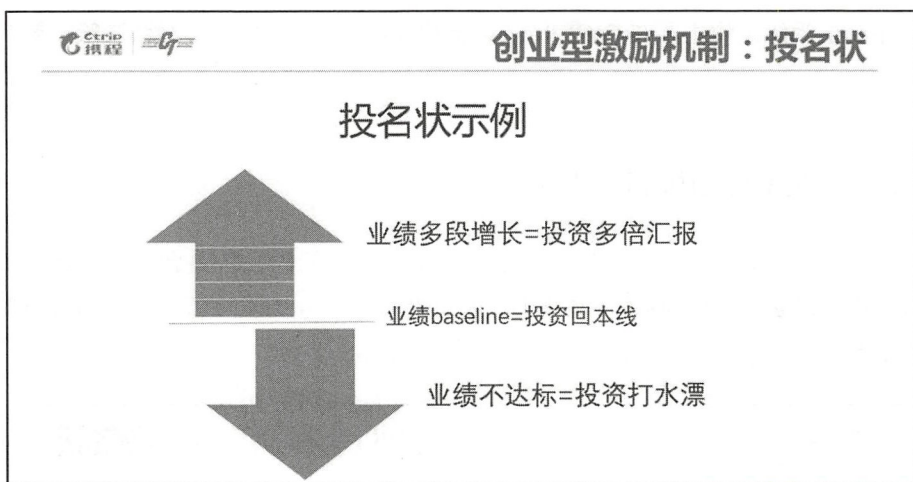 Ctrip
携程
CT
创业型激励机制：投名状
投名状示例
业绩多段增长=投资多倍汇报
业绩baseline=投资回本线
业绩不达标=投资打水漂